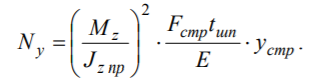 N_y = (M_z / J_{z пр})^2 · F_{стр} t_{шп} / E · y_{стр} .